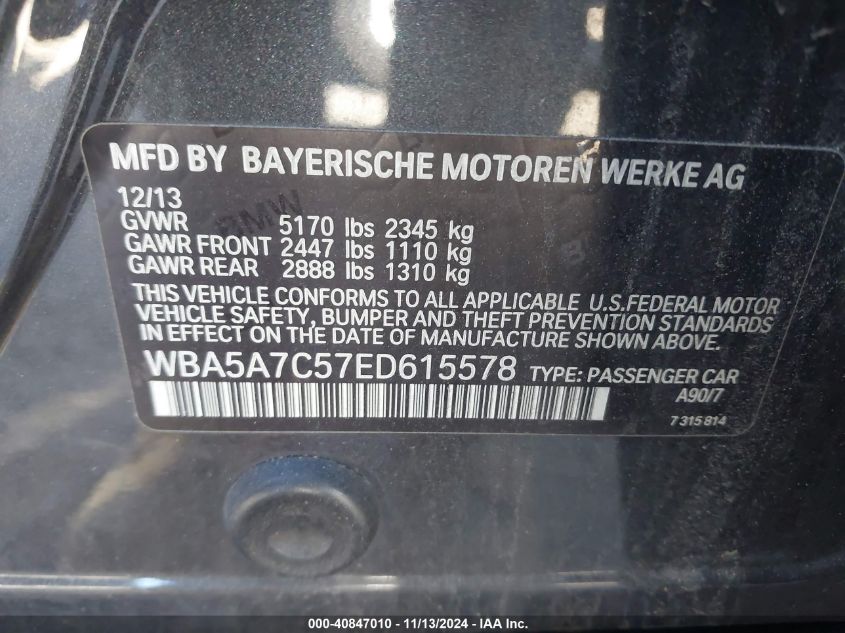 MFD BY BAYERISCHE MOTOREN WERKE AG
12/13
GVWR 5170 lbs 2345 kg
GAWR FRONT 2447 lbs 1110 kg
GAWR REAR 2888 lbs 1310 kg
THIS VEHICLE CONFORMS TO ALL APPLICABLE U.S.FEDERAL MOTOR
VEHICLE SAFETY, BUMPER AND THEFT PREVENTION STANDARDS
IN EFFECT ON THE DATE OF MANUFACTURE SHOWN ABOVE.
WBA5A7C57ED615578 TYPE: PASSENGER CAR
A90/7
7 315 814
000-40847010 - 11/13/2024 - IAA Inc.